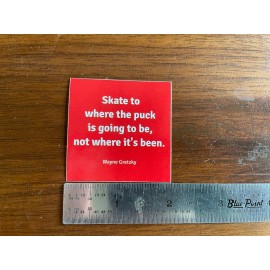 Skate to
where the puck
is going to be,
not where it's been.
Wayne Gretzky
1 2 3
Blue Point